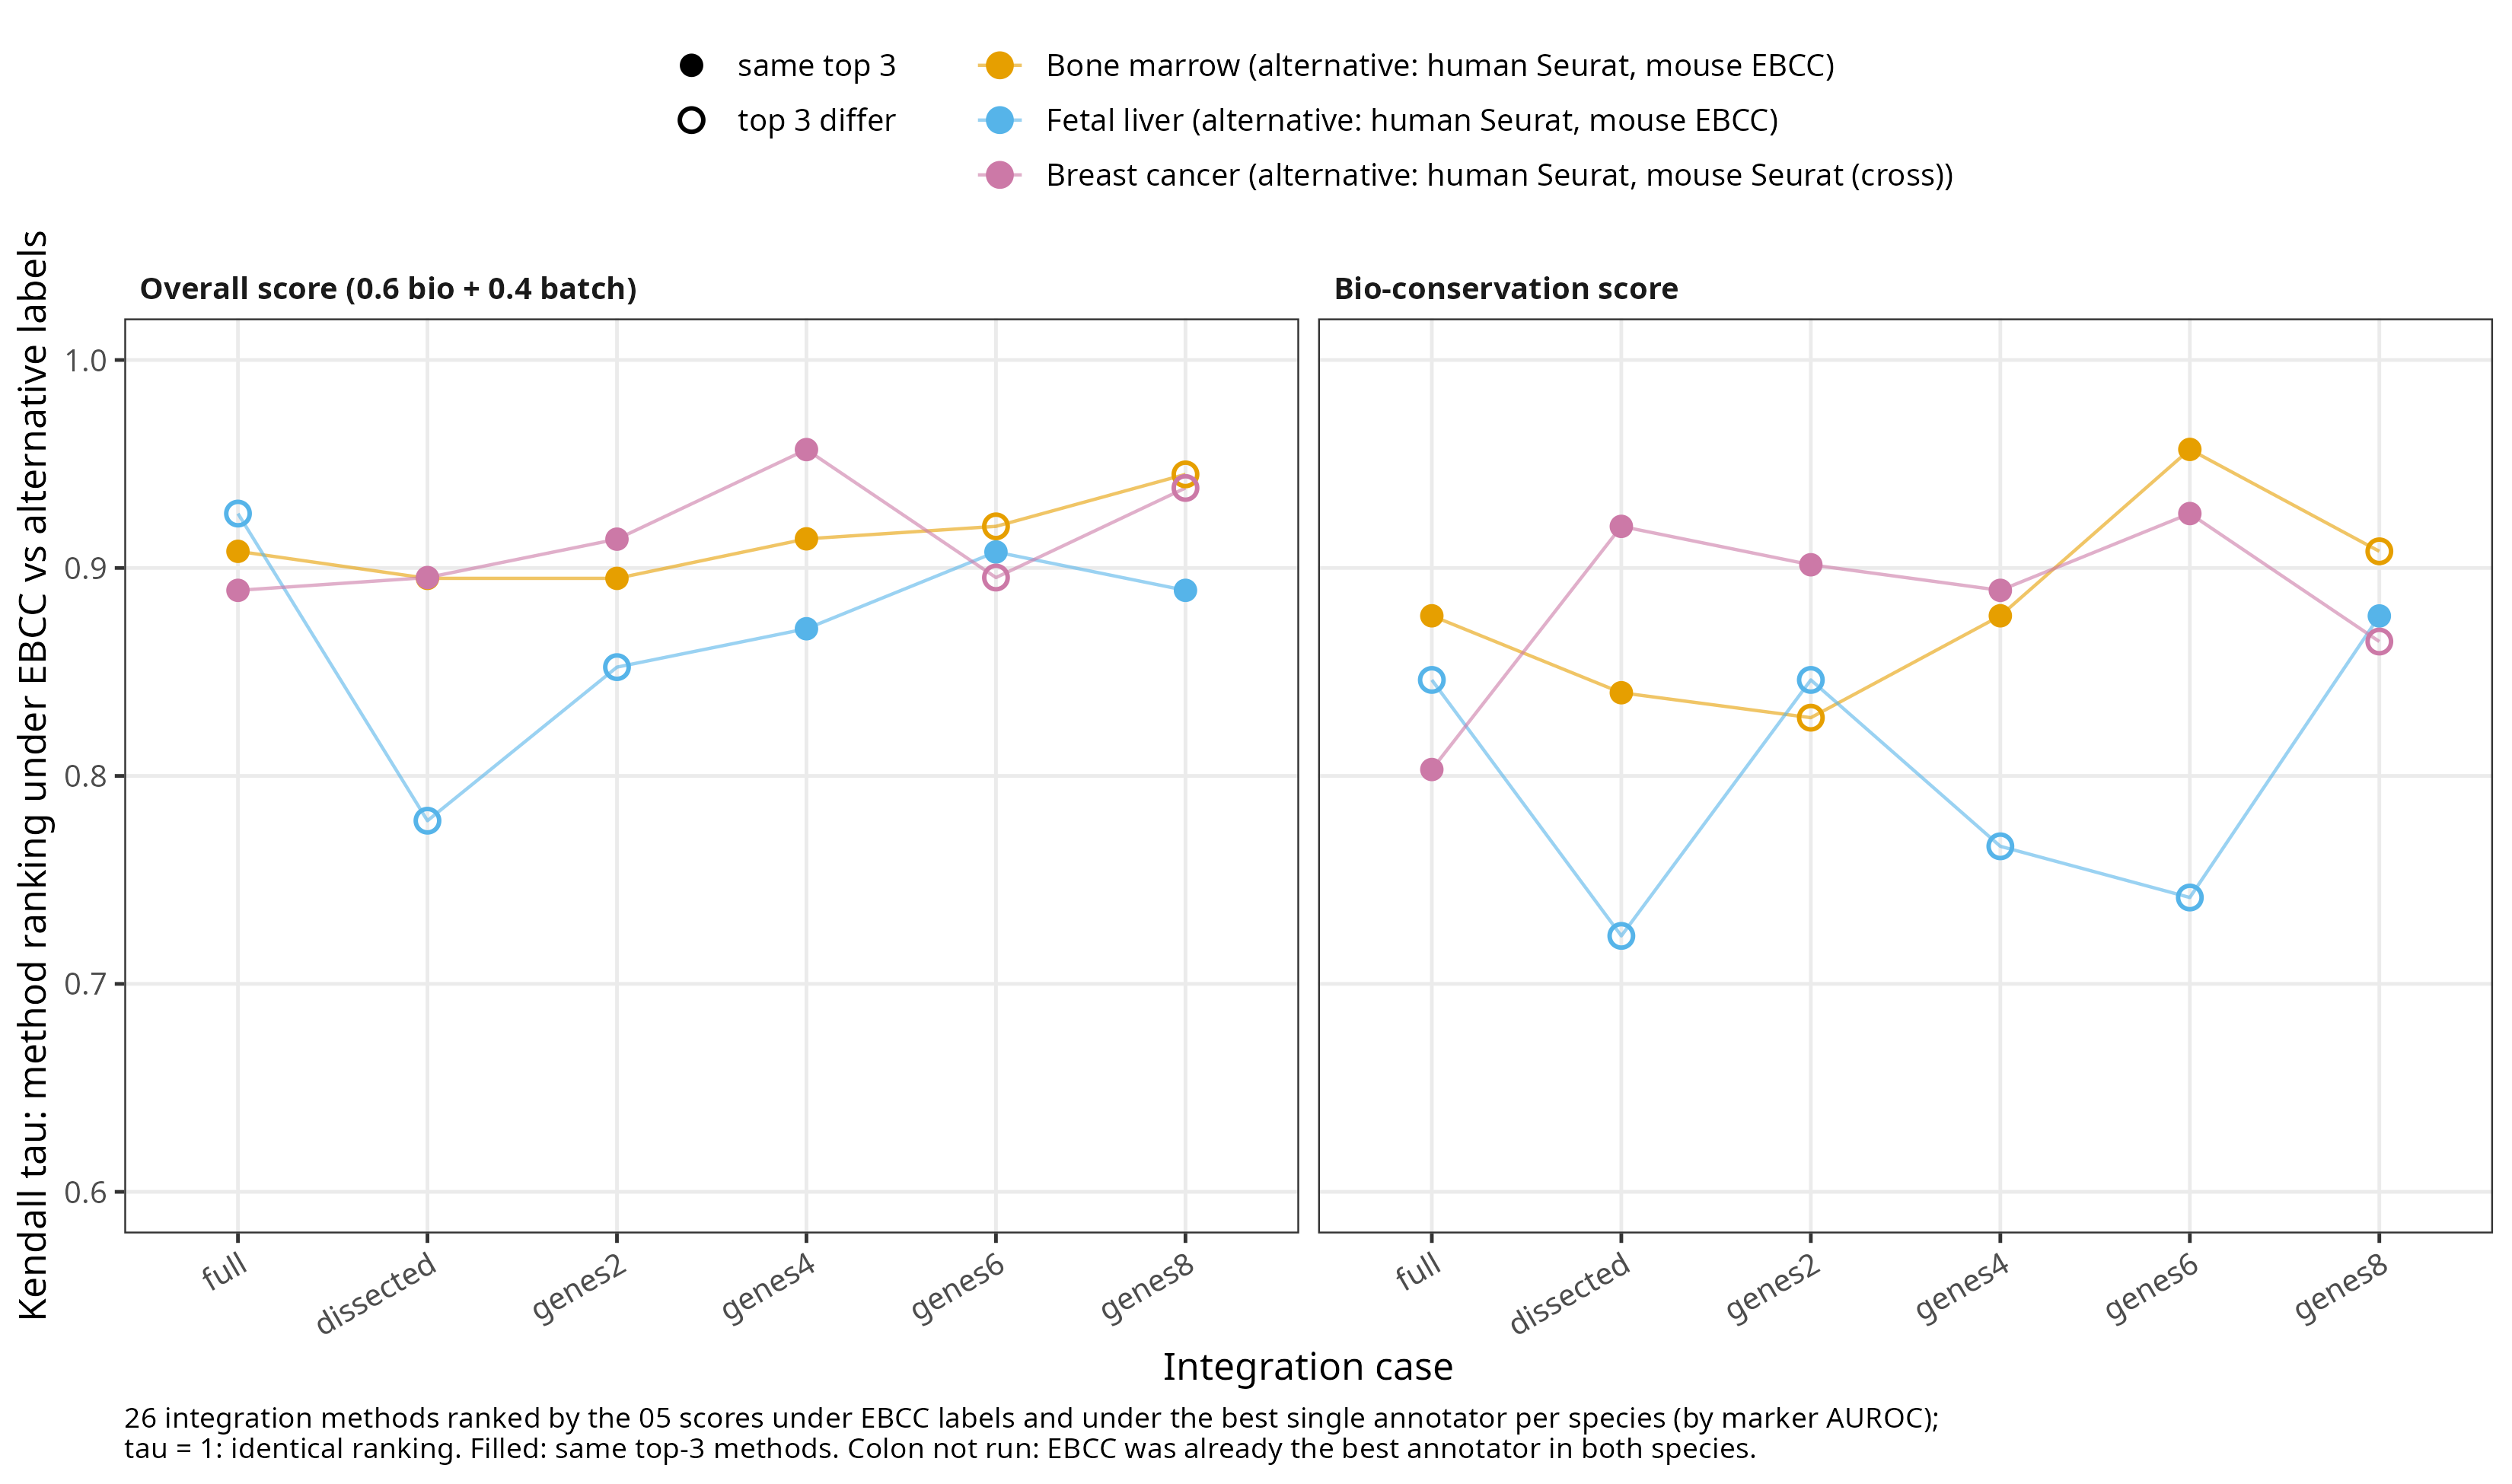 same top 3
top 3 differ
Bone marrow (alternative: human Seurat, mouse EBCC)
Fetal liver (alternative: human Seurat, mouse EBCC)
Breast cancer (alternative: human Seurat, mouse Seurat (cross))
Kendall tau: method ranking under EBCC vs alternative labels
Overall score (0.6 bio + 0.4 batch)
Bio-conservation score
1.0
0.9
0.8
0.7
0.6
full
dissected
genes2
genes4
genes6
genes8
full
dissected
genes2
genes4
genes6
genes8
Integration case
26 integration methods ranked by the 05 scores under EBCC labels and under the best single annotator per species (by marker AUROC);
tau = 1: identical ranking. Filled: same top-3 methods. Colon not run: EBCC was already the best annotator in both species.